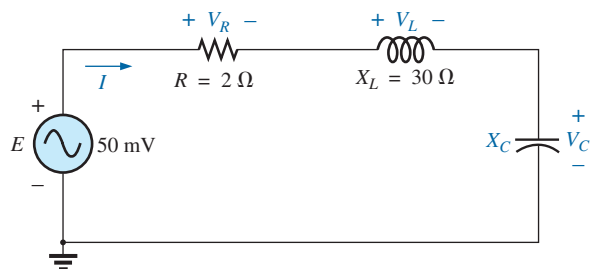 + V_R − + V_L −
I R = 2 Ω X_L = 30 Ω
+
E 50 mV
−
+
X_C V_C
−